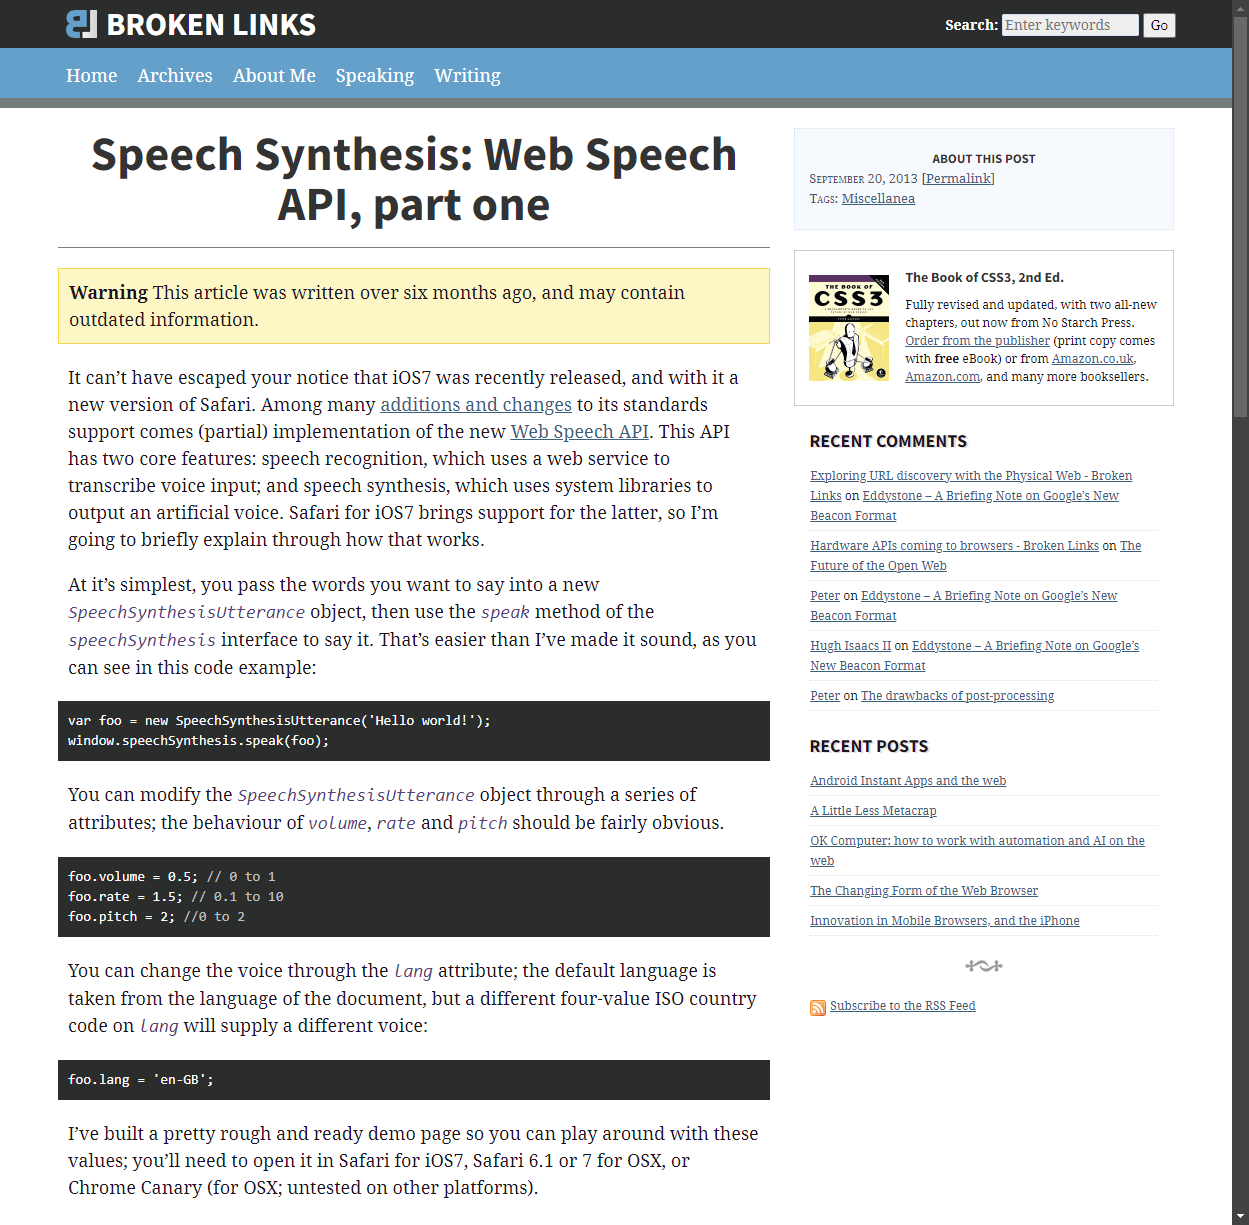 BROKEN LINKS
Search: Enter keywords Go
Home Archives About Me Speaking Writing
Speech Synthesis: Web Speech
API, part one
Warning This article was written over six months ago, and may contain
outdated information.
It can’t have escaped your notice that iOS7 was recently released, and with it a
new version of Safari. Among many additions and changes to its standards
support comes (partial) implementation of the new Web Speech API. This API
has two core features: speech recognition, which uses a web service to
transcribe voice input; and speech synthesis, which uses system libraries to
output an artificial voice. Safari for iOS7 brings support for the latter, so I’m
going to briefly explain through how that works.
At it’s simplest, you pass the words you want to say into a new
SpeechSynthesisUtterance object, then use the speak method of the
speechSynthesis interface to say it. That’s easier than I’ve made it sound, as you
can see in this code example:
var foo = new SpeechSynthesisUtterance('Hello world!');
window.speechSynthesis.speak(foo);
You can modify the SpeechSynthesisUtterance object through a series of
attributes; the behaviour of volume, rate and pitch should be fairly obvious.
foo.volume = 0.5; // 0 to 1
foo.rate = 1.5; // 0.1 to 10
foo.pitch = 2; //0 to 2
You can change the voice through the lang attribute; the default language is
taken from the language of the document, but a different four-value ISO country
code on lang will supply a different voice:
foo.lang = 'en-GB';
I’ve built a pretty rough and ready demo page so you can play around with these
values; you’ll need to open it in Safari for iOS7, Safari 6.1 or 7 for OSX, or
Chrome Canary (for OSX; untested on other platforms).
ABOUT THIS POST
September 20, 2013 [Permalink]
Tags: Miscellanea
THE BOOK OF
CSS3
The Book of CSS3, 2nd Ed.
Fully revised and updated, with two all-new
chapters, out now from No Starch Press.
Order from the publisher (print copy comes
with free eBook) or from Amazon.co.uk,
Amazon.com, and many more booksellers.
RECENT COMMENTS
Exploring URL discovery with the Physical Web - Broken
Links on Eddystone – A Briefing Note on Google’s New
Beacon Format
Hardware APIs coming to browsers - Broken Links on The
Future of the Open Web
Peter on Eddystone – A Briefing Note on Google’s New
Beacon Format
Hugh Isaacs II on Eddystone – A Briefing Note on Google’s
New Beacon Format
Peter on The drawbacks of post-processing
RECENT POSTS
Android Instant Apps and the web
A Little Less Metacrap
OK Computer: how to work with automation and AI on the
web
The Changing Form of the Web Browser
Innovation in Mobile Browsers, and the iPhone
Subscribe to the RSS Feed